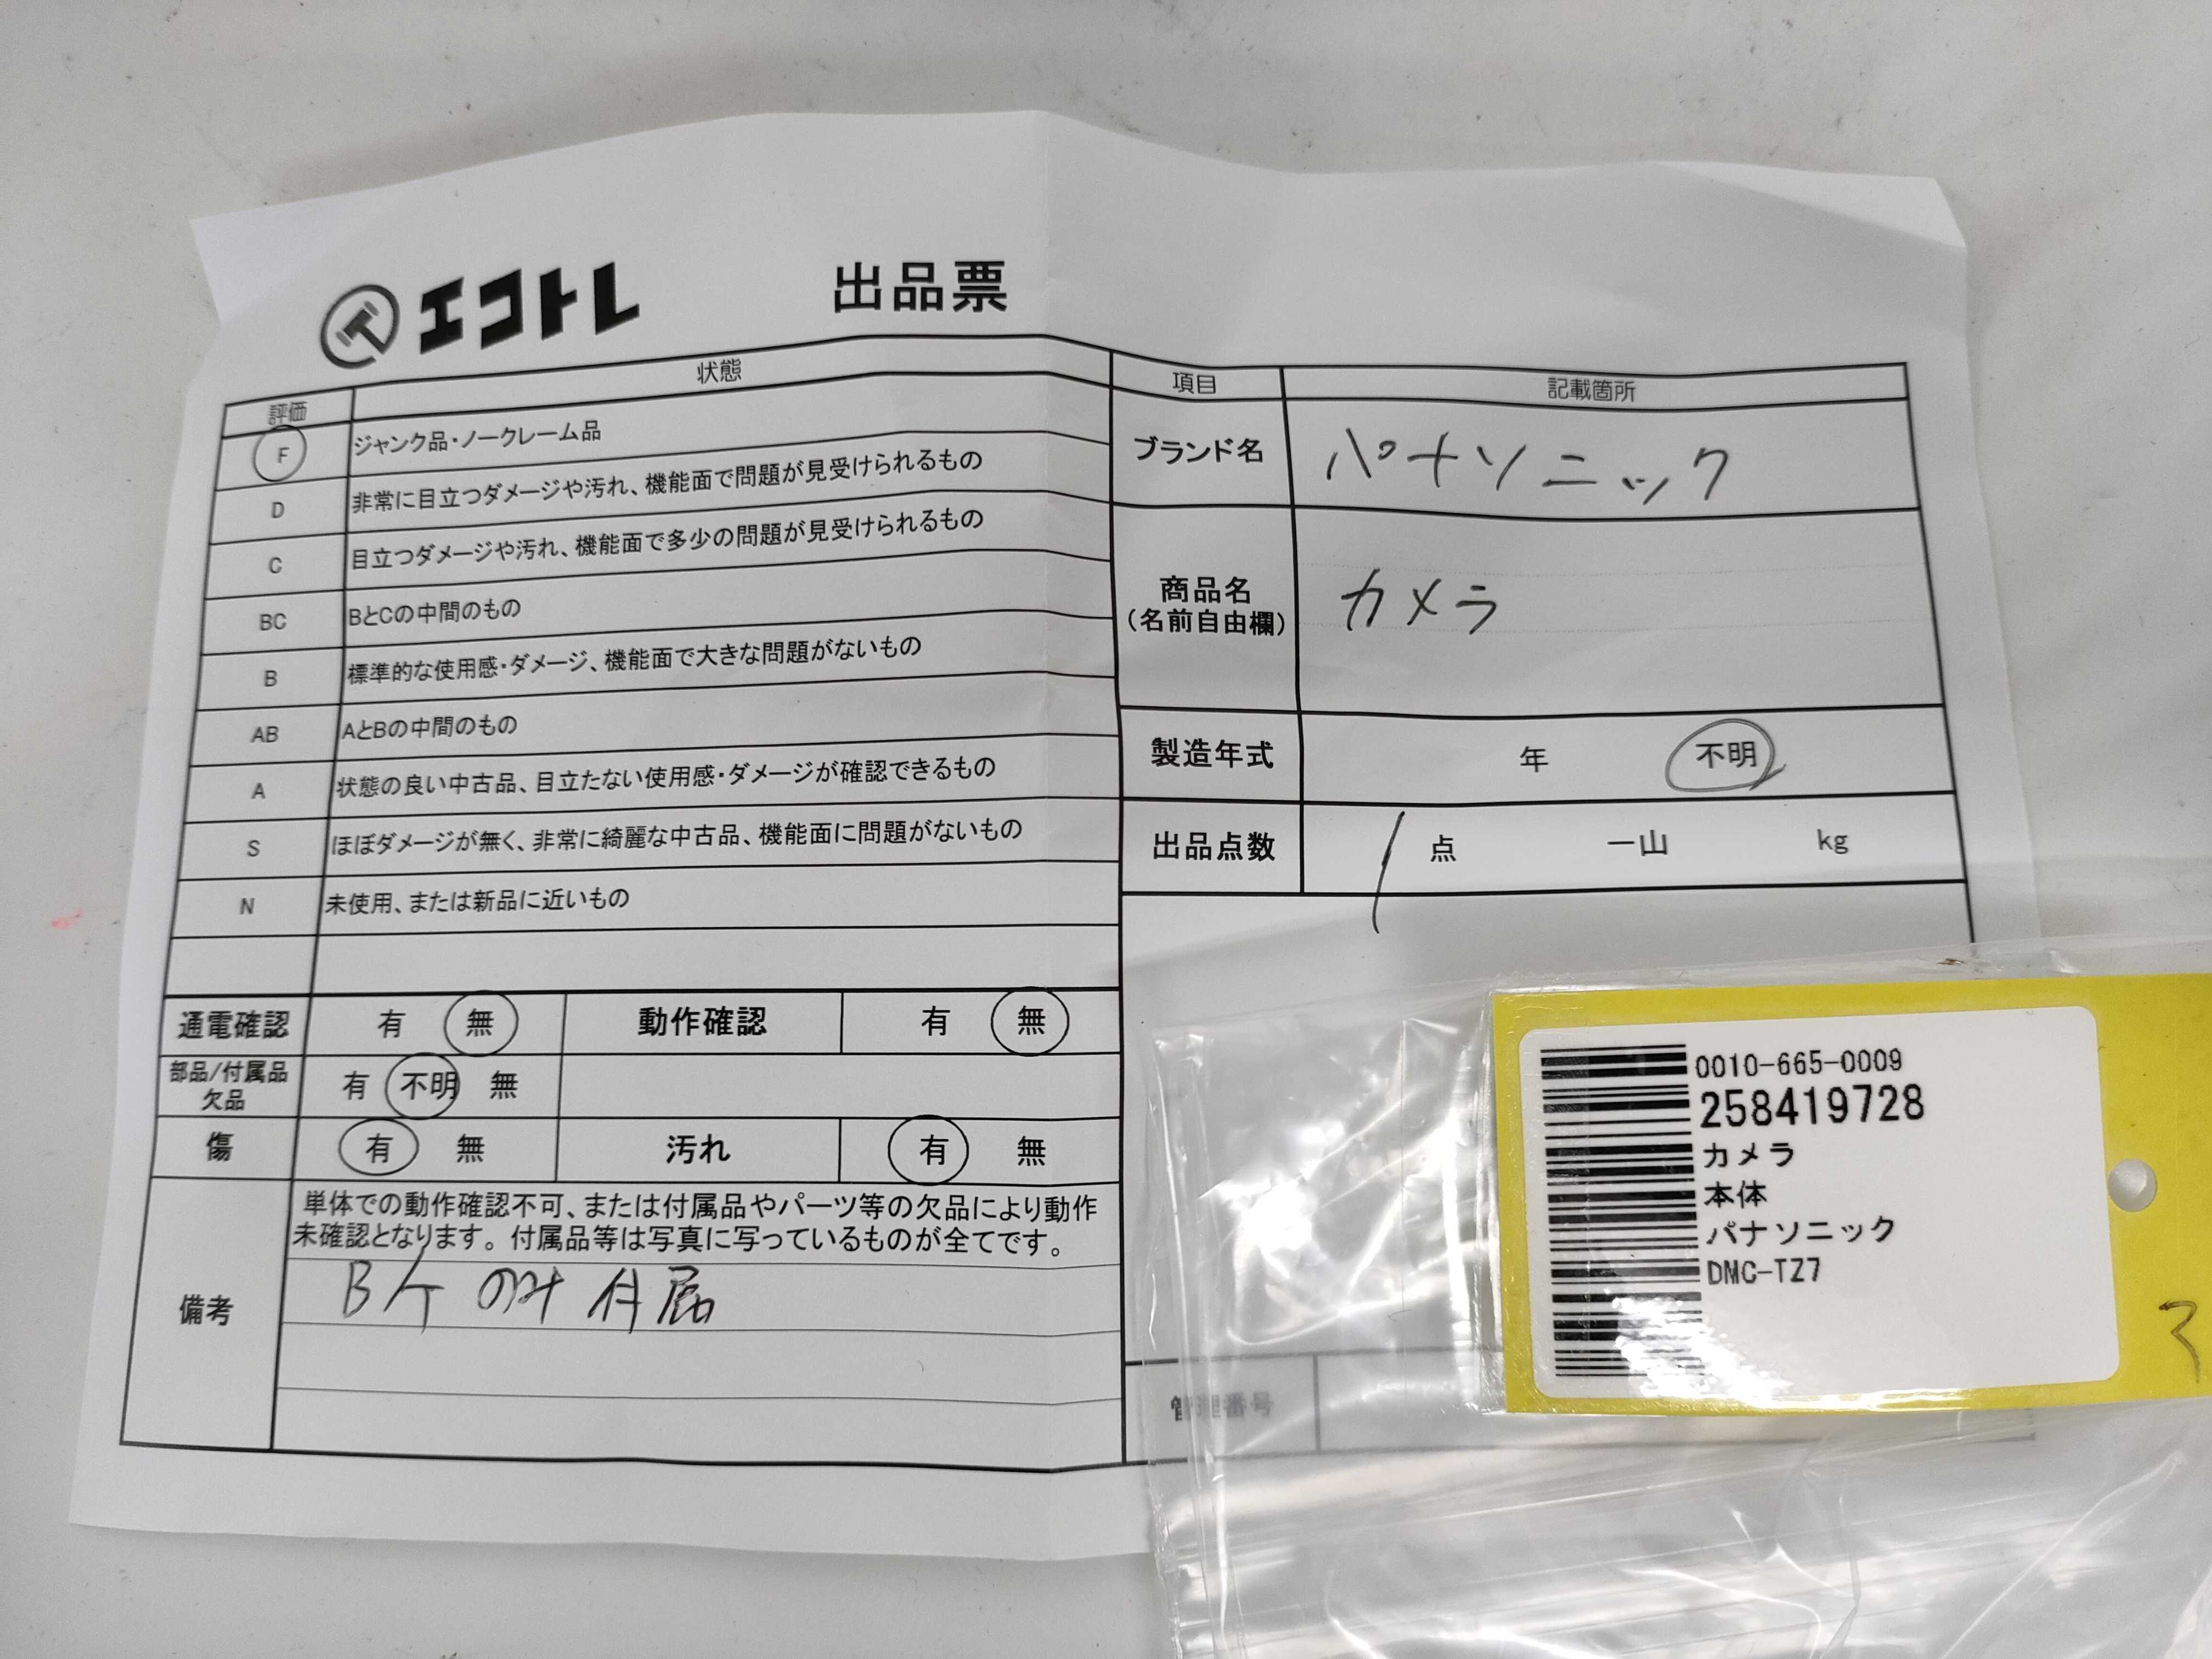 エコトレ
出品票
評価 状態
F ジャンク品・ノークレーム品
D 非常に目立つダメージや汚れ、機能面で問題が見受けられるもの
C 目立つダメージや汚れ、機能面で多少の問題が見受けられるもの
BC BとCの中間のもの
B 標準的な使用感・ダメージ、機能面で大きな問題がないもの
AB AとBの中間のもの
A 状態の良い中古品、目立たない使用感・ダメージが確認できるもの
S ほぼダメージが無く、非常に綺麗な中古品、機能面に問題がないもの
N 未使用、または新品に近いもの
通電確認 有 無 動作確認 有 無
部品/付属品
欠品 有 不明 無
傷 有 無 汚れ 有 無
備考
単体での動作確認不可、または付属品やパーツ等の欠品により動作
未確認となります。付属品等は写真に写っているものが全てです。
付属
項目 記載箇所
ブランド名 パナソニック
商品名
(名前自由欄) カメラ
製造年式 年 不明
出品点数 1 点 一山 kg
管理番号
0010-665-0009
258419728
カメラ
本体
パナソニック
DMC-TZ7
3